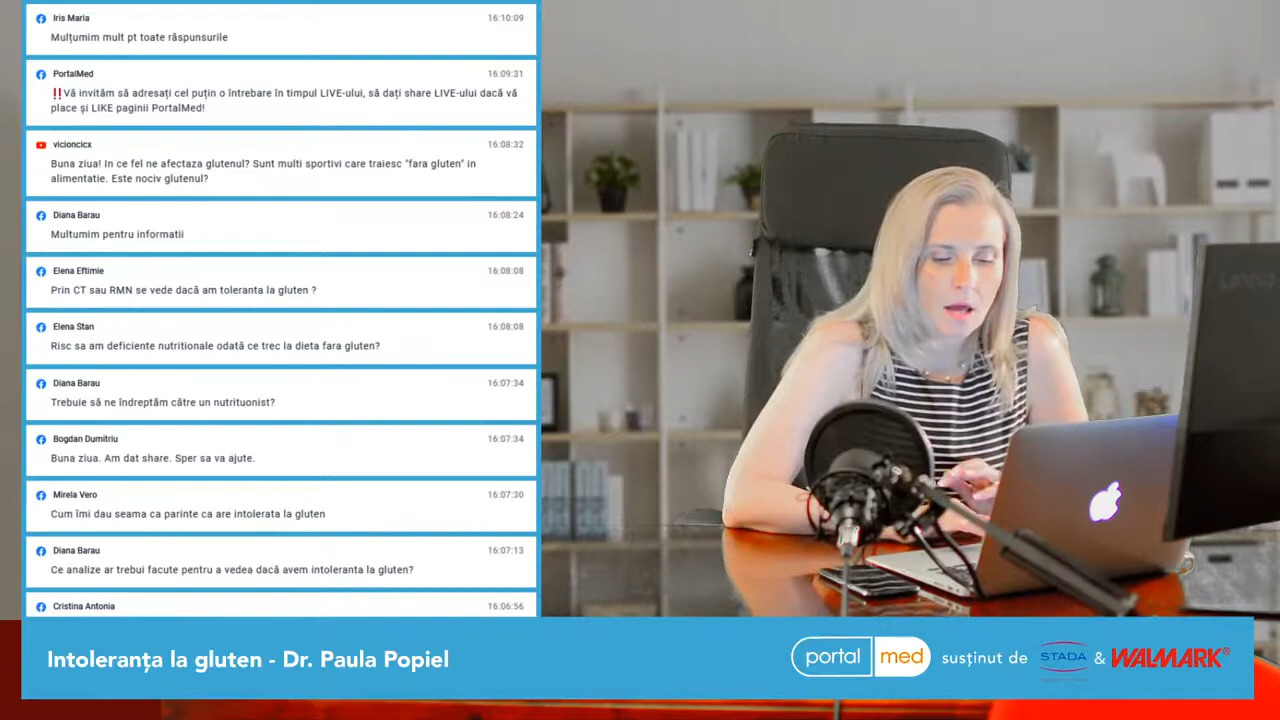 Iris Maria 16:10:09
Mulțumim mult pt toate răspunsurile
PortalMed 16:09:31
‼️Vă invităm să adresați cel puțin o întrebare în timpul LIVE-ului, să dați share LIVE-ului dacă vă
place și LIKE paginii PortalMed!
vicioncicx 16:08:32
Buna ziua! In ce fel ne afectaza glutenul? Sunt multi sportivi care traiesc "fara gluten" in
alimentatie. Este nociv glutenul?
Diana Barau 16:08:24
Multumim pentru informatii
Elena Eftimie 16:08:08
Prin CT sau RMN se vede dacă am toleranta la gluten ?
Elena Stan 16:08:08
Risc sa am deficiente nutritionale odată ce trec la dieta fara gluten?
Diana Barau 16:07:34
Trebuie să ne îndreptăm către un nutrituonist?
Bogdan Dumitriu 16:07:34
Buna ziua. Am dat share. Sper sa va ajute.
Mirela Vero 16:07:30
Cum îmi dau seama ca parinte ca are intolerata la gluten
Diana Barau 16:07:13
Ce analize ar trebui facute pentru a vedea dacă avem intoleranta la gluten?
Cristina Antonia 16:06:56
Intoleranța la gluten - Dr. Paula Popiel
portal med susținut de STADA & WALMARK®